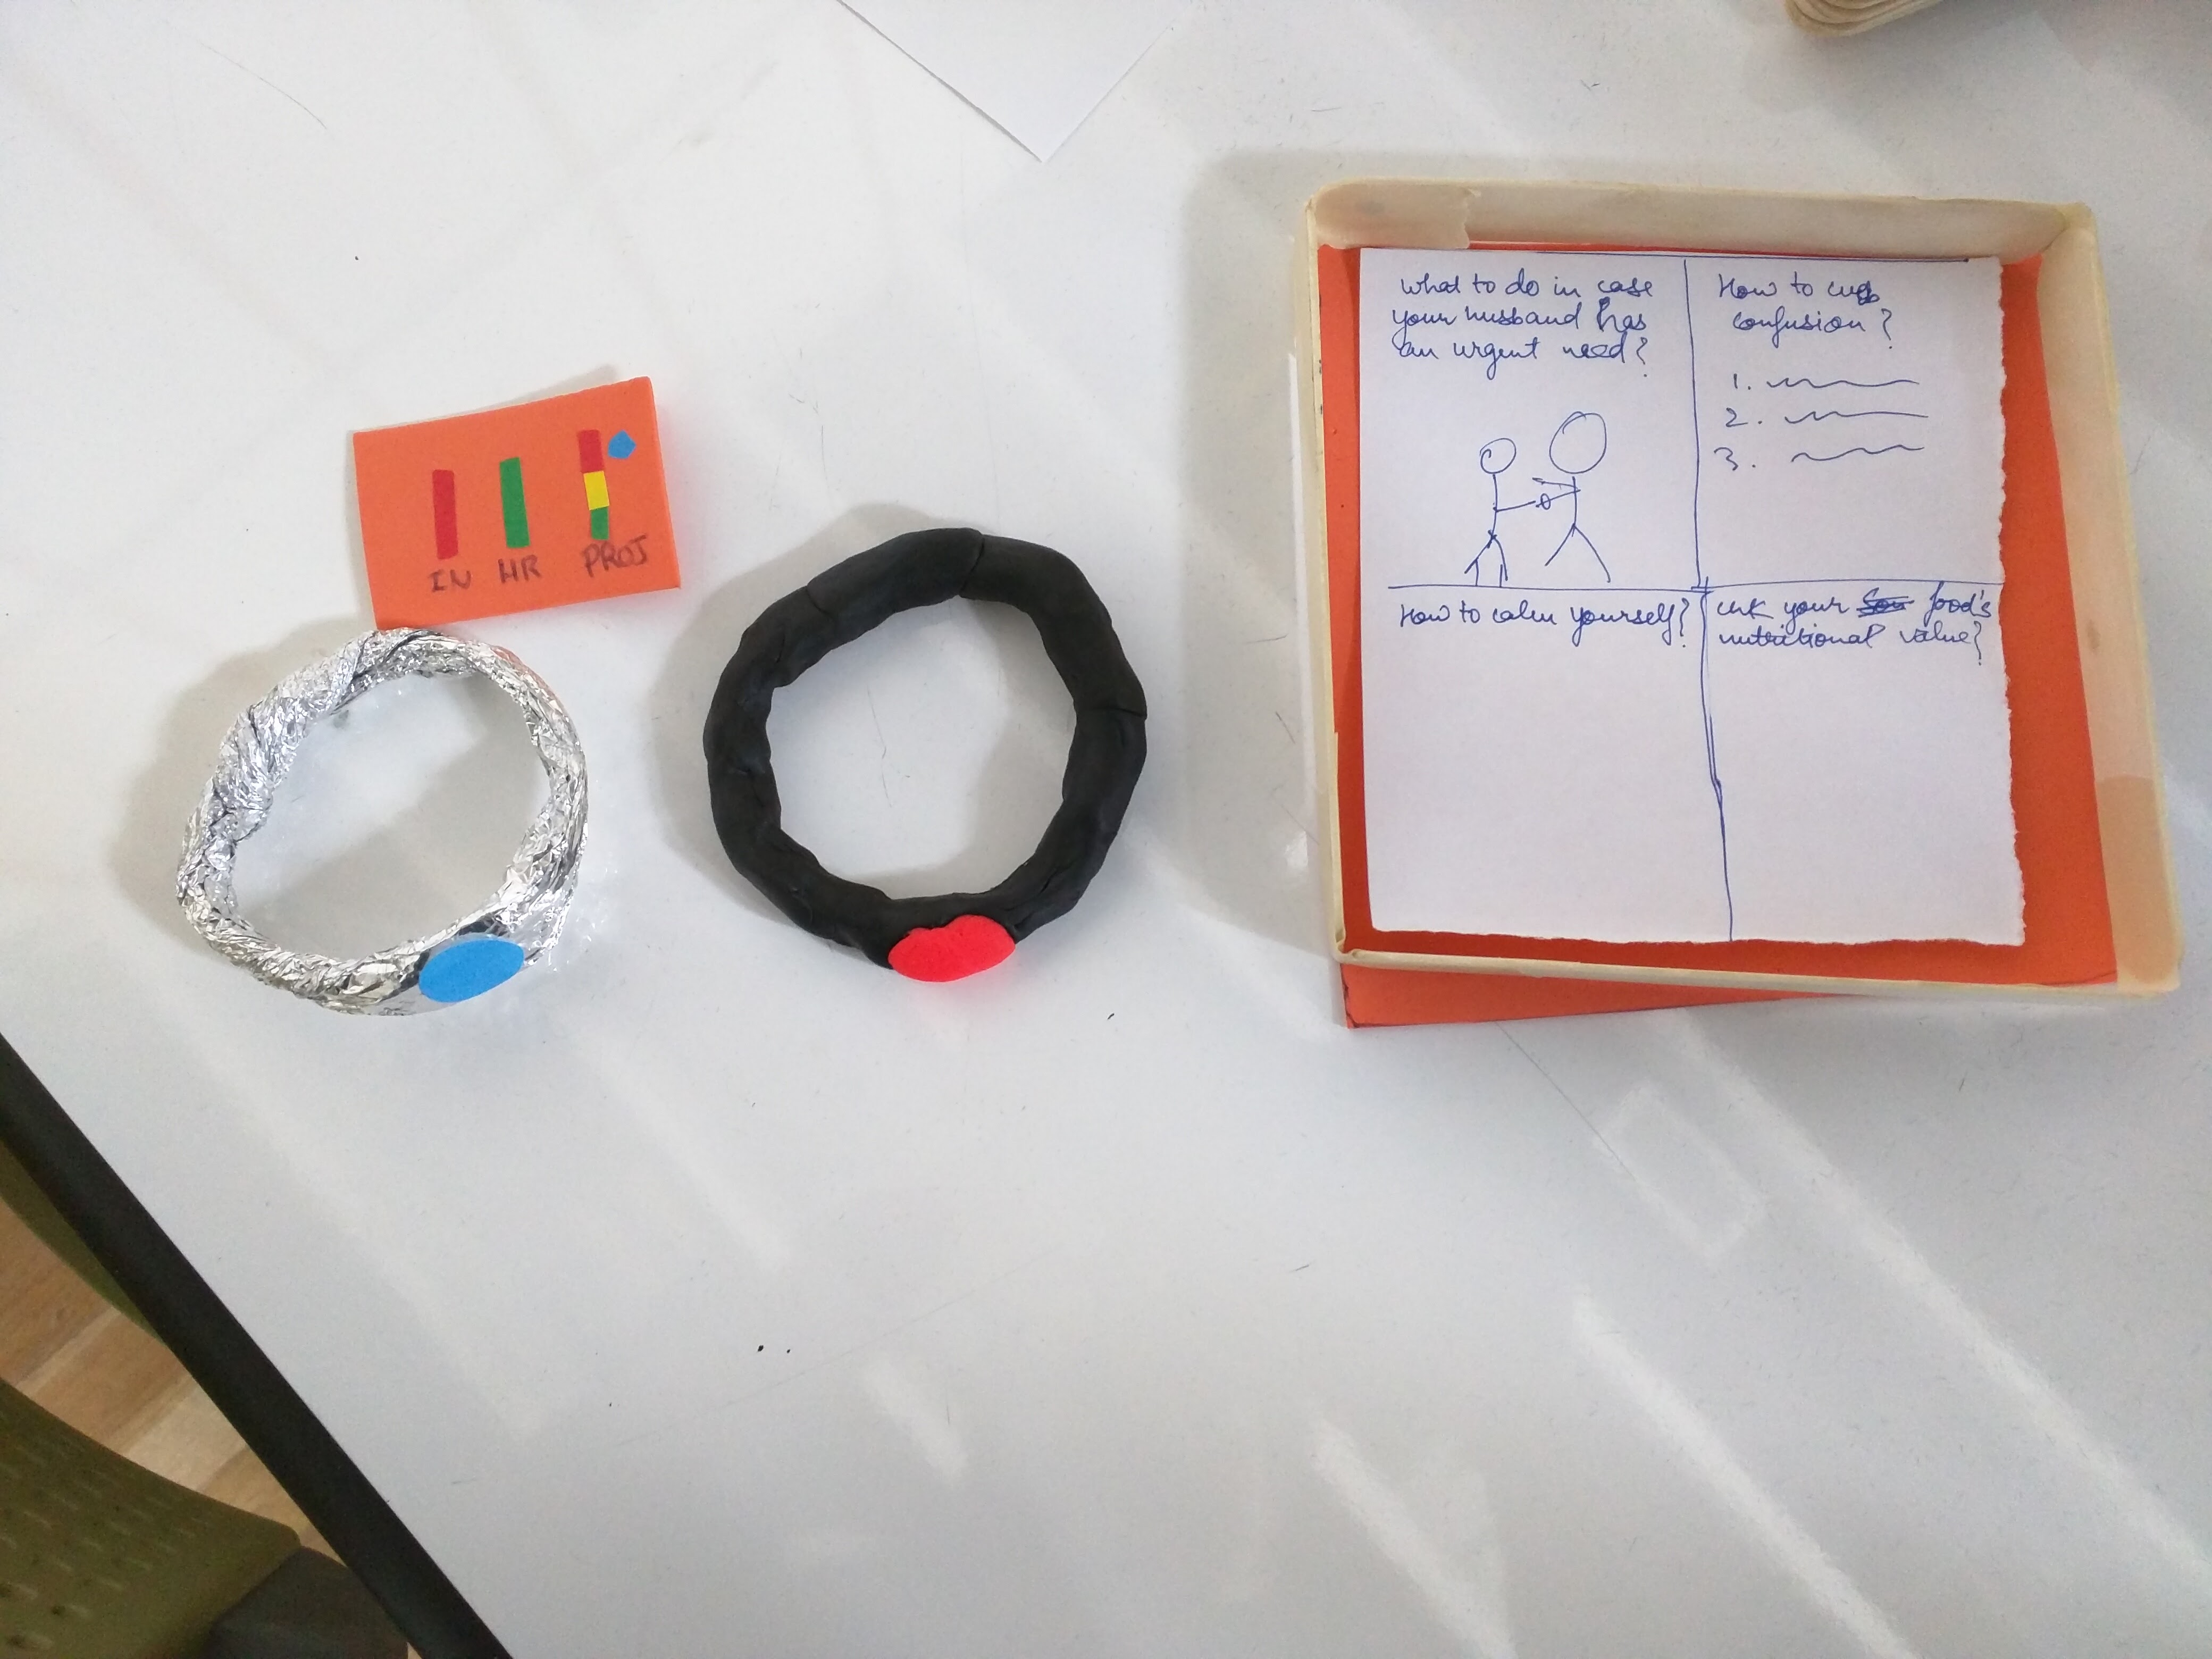 IN HR PROJ
what to do in case
your husband has
an urgent need?
How to curb
confusion?
1.
2.
3.
How to calm yourself?
your food's
nutritional value?